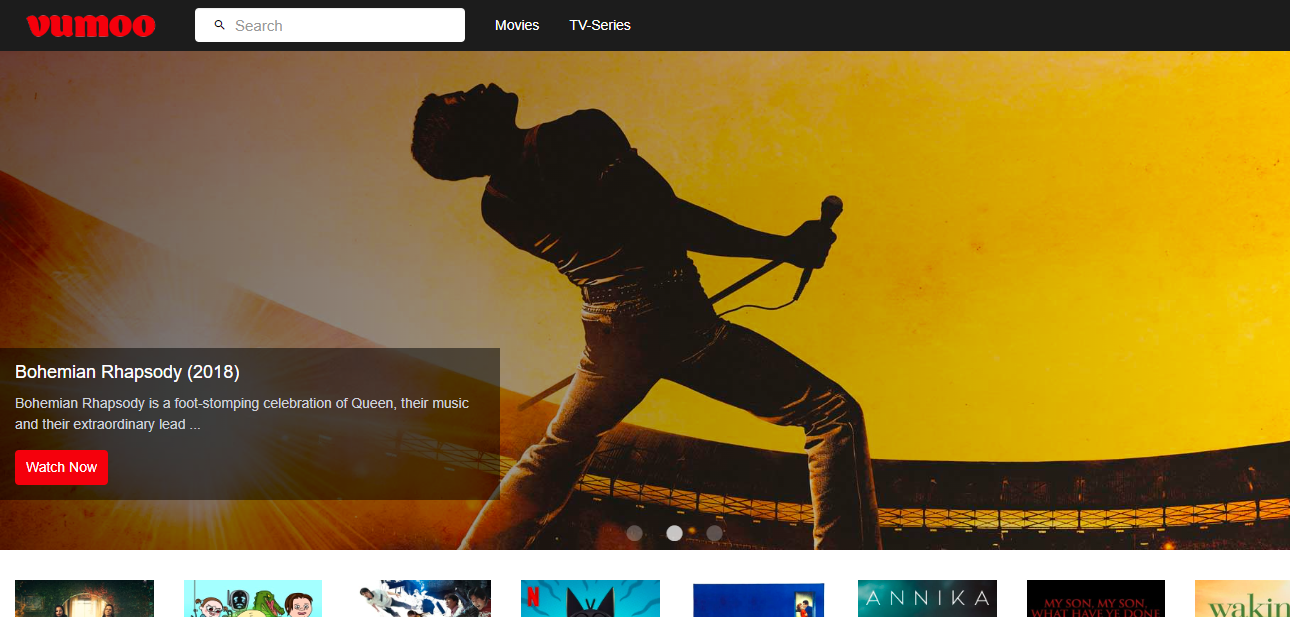 vumoo
Search
Movies
TV-Series
Bohemian Rhapsody (2018)
Bohemian Rhapsody is a foot-stomping celebration of Queen, their music
and their extraordinary lead ...
Watch Now
N
ANNIKA
MY SON, MY SON,
WHAT HAVE YE DONE
wakin